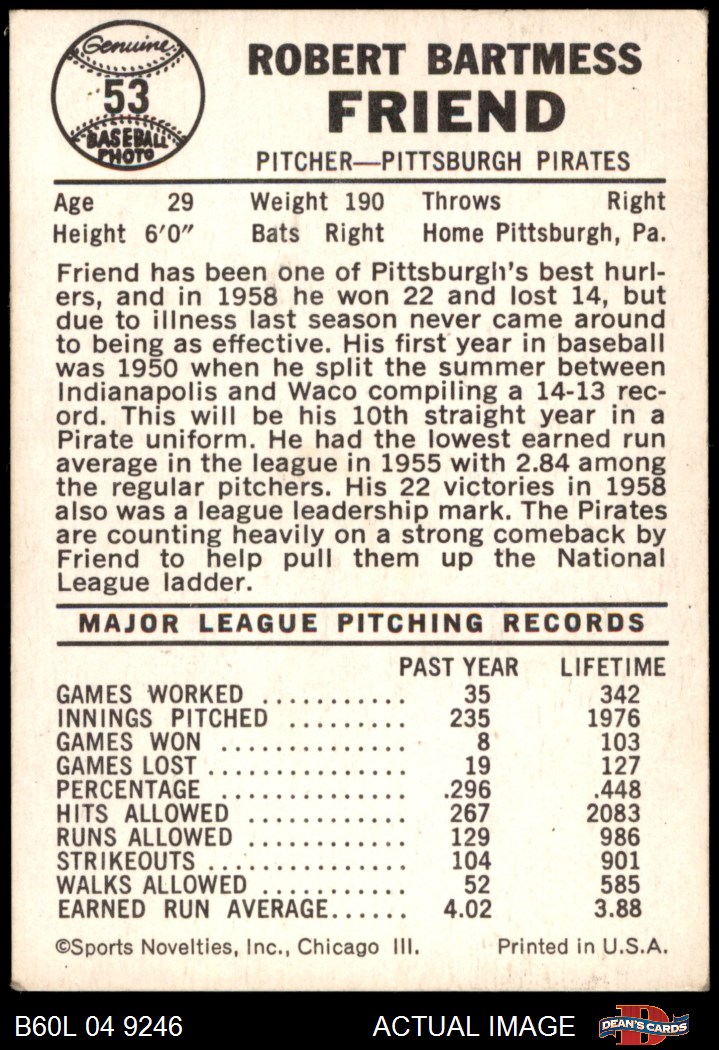 Genuine
53
BASEBALL
PHOTO
ROBERT BARTMESS
FRIEND
PITCHER—PITTSBURGH PIRATES
Age 29 Weight 190 Throws Right
Height 6'0" Bats Right Home Pittsburgh, Pa.
Friend has been one of Pittsburgh's best hurl-
ers, and in 1958 he won 22 and lost 14, but
due to illness last season never came around
to being as effective. His first year in baseball
was 1950 when he split the summer between
Indianapolis and Waco compiling a 14-13 rec-
ord. This will be his 10th straight year in a
Pirate uniform. He had the lowest earned run
average in the league in 1955 with 2.84 among
the regular pitchers. His 22 victories in 1958
also was a league leadership mark. The Pirates
are counting heavily on a strong comeback by
Friend to help pull them up the National
League ladder.
MAJOR LEAGUE PITCHING RECORDS
PAST YEAR LIFETIME
GAMES WORKED ........... 35 342
INNINGS PITCHED ......... 235 1976
GAMES WON .............. 8 103
GAMES LOST ............... 19 127
PERCENTAGE .............. .296 .448
HITS ALLOWED ............ 267 2083
RUNS ALLOWED ............ 129 986
STRIKEOUTS ............... 104 901
WALKS ALLOWED ........... 52 585
EARNED RUN AVERAGE...... 4.02 3.88
©Sports Novelties, Inc., Chicago Ill. Printed in U.S.A.
B60L 04 9246 ACTUAL IMAGE D DEAN'S CARDS